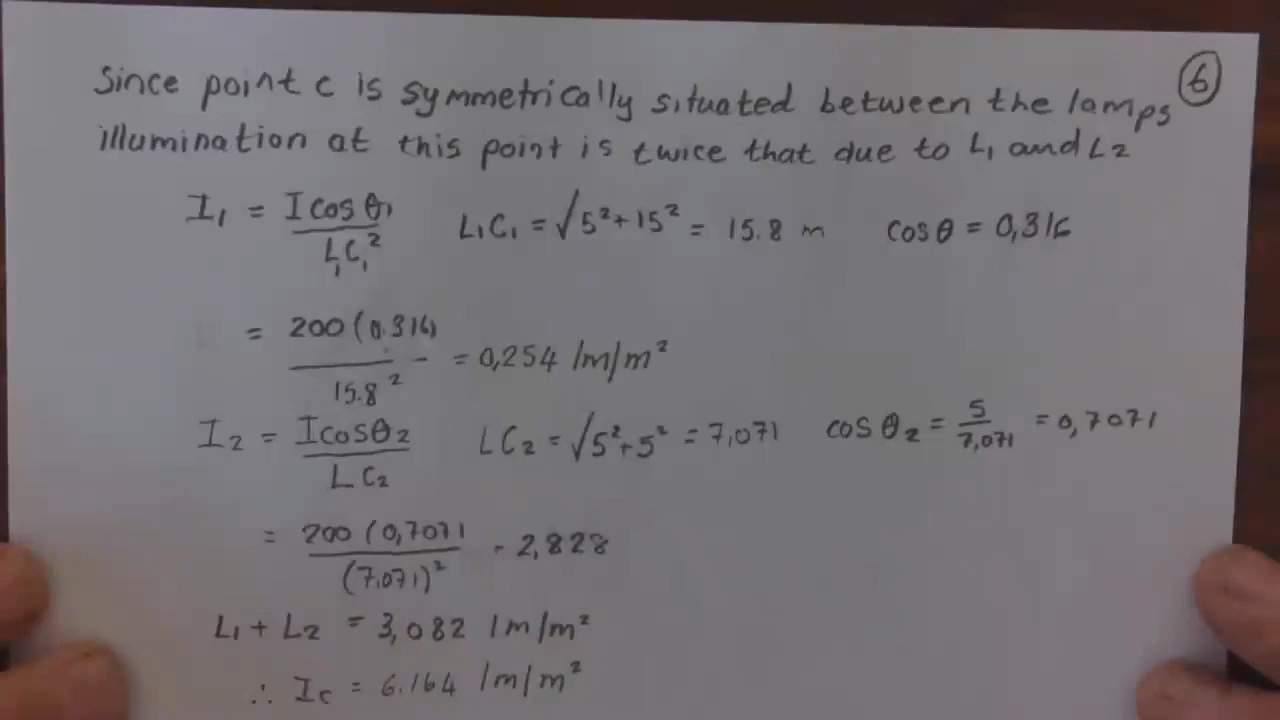 6
Since point c is symmetrically situated between the lamps
illumination at this point is twice that due to L₁ and L2
I₁ = I cos θ₁ / L₁C₁² L₁C₁ = √5²+15² = 15.8 m cosθ = 0,316
= 200(0.316) / 15.8² = 0,254 lm/m²
I₂ = Icosθ₂ / LC₂ LC₂ = √5²+5² = 7,071 cos θ₂ = 5/7,071 = 0,7071
= 200(0,7071 / (7,071)² - 2,828
L₁ + L₂ = 3,082 lm/m²
∴ Ic = 6.164 lm/m²